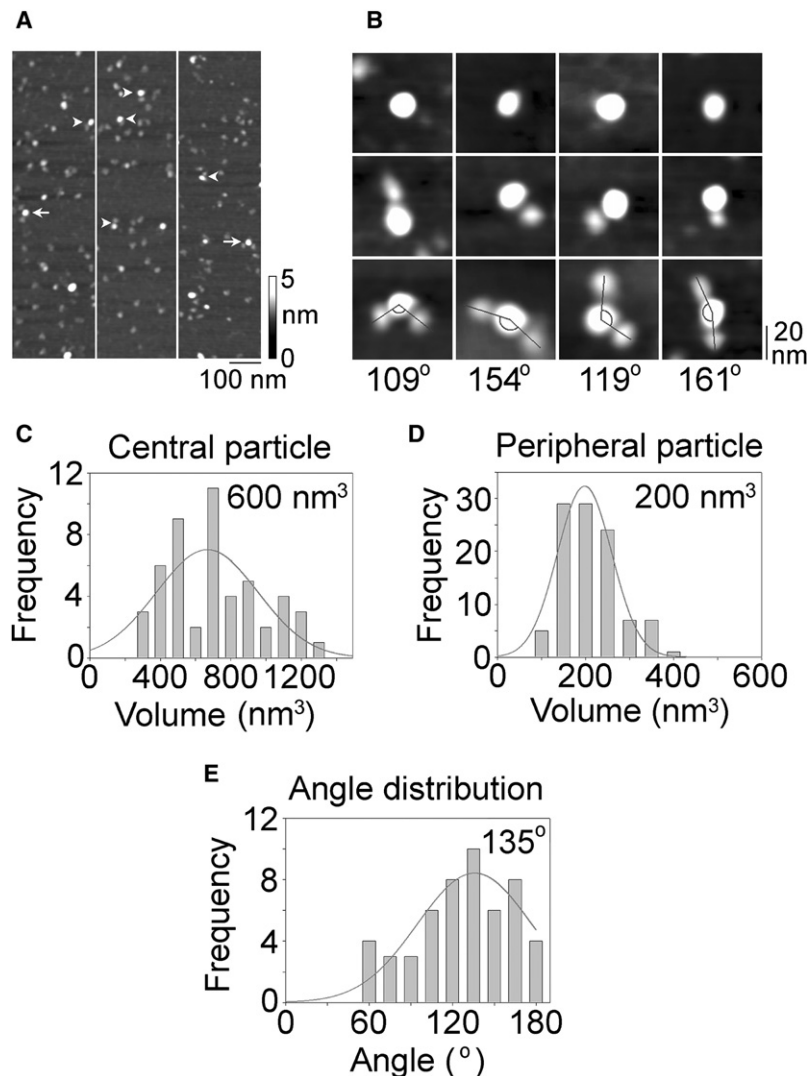 A
5
nm
0
100 nm
B
20
nm
109° 154° 119° 161°
C
Central particle
600 nm³
Frequency
12
8
4
0
0 400 800 1200
Volume (nm³)
D
Peripheral particle
200 nm³
Frequency
30
20
10
0
0 200 400 600
Volume (nm³)
E
Angle distribution
135°
Frequency
12
8
4
0
0 60 120 180
Angle (°)